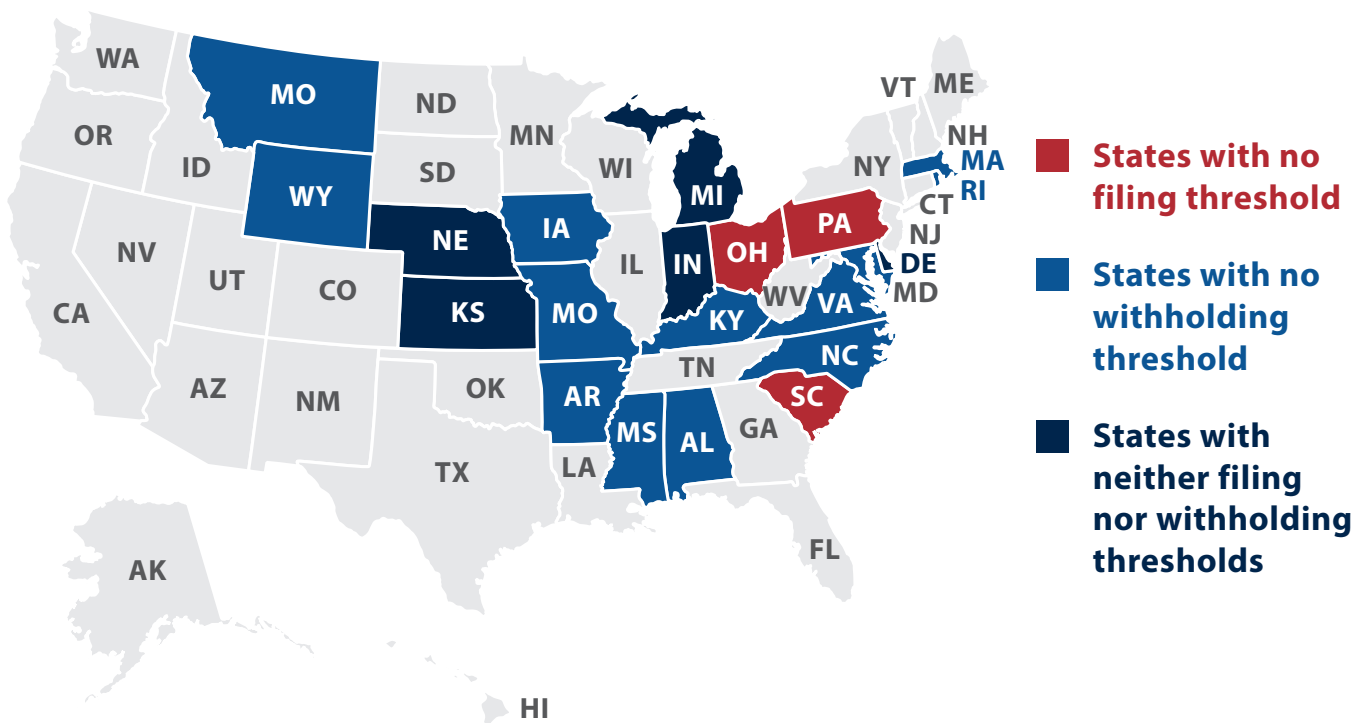 WA
MO
ND
MN
VT
ME
OR
ID
SD
WI
NH
NY
MA
WY
MI
RI
CT
NE
IA
PA
NJ
NV
UT
CO
IL
IN
OH
DE
MD
CA
KS
MO
WV
VA
KY
NC
AZ
NM
OK
TN
AR
SC
MS
AL
GA
TX
LA
FL
AK
HI
States with no
filing threshold
States with no
withholding
threshold
States with
neither filing
nor withholding
thresholds